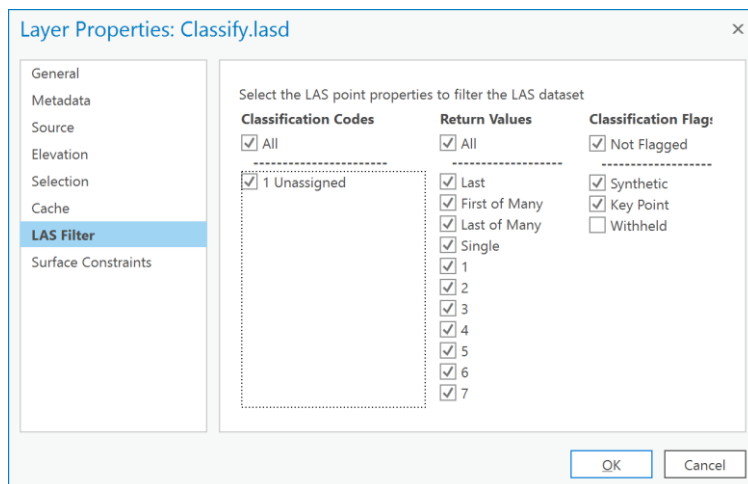 Layer Properties: Classify.lasd
General
Metadata
Source
Elevation
Selection
Cache
LAS Filter
Surface Constraints
Select the LAS point properties to filter the LAS dataset
Classification Codes
All
1 Unassigned
Return Values
All
Last
First of Many
Last of Many
Single
1
2
3
4
5
6
7
Classification Flags
Not Flagged
Synthetic
Key Point
Withheld
OK
Cancel